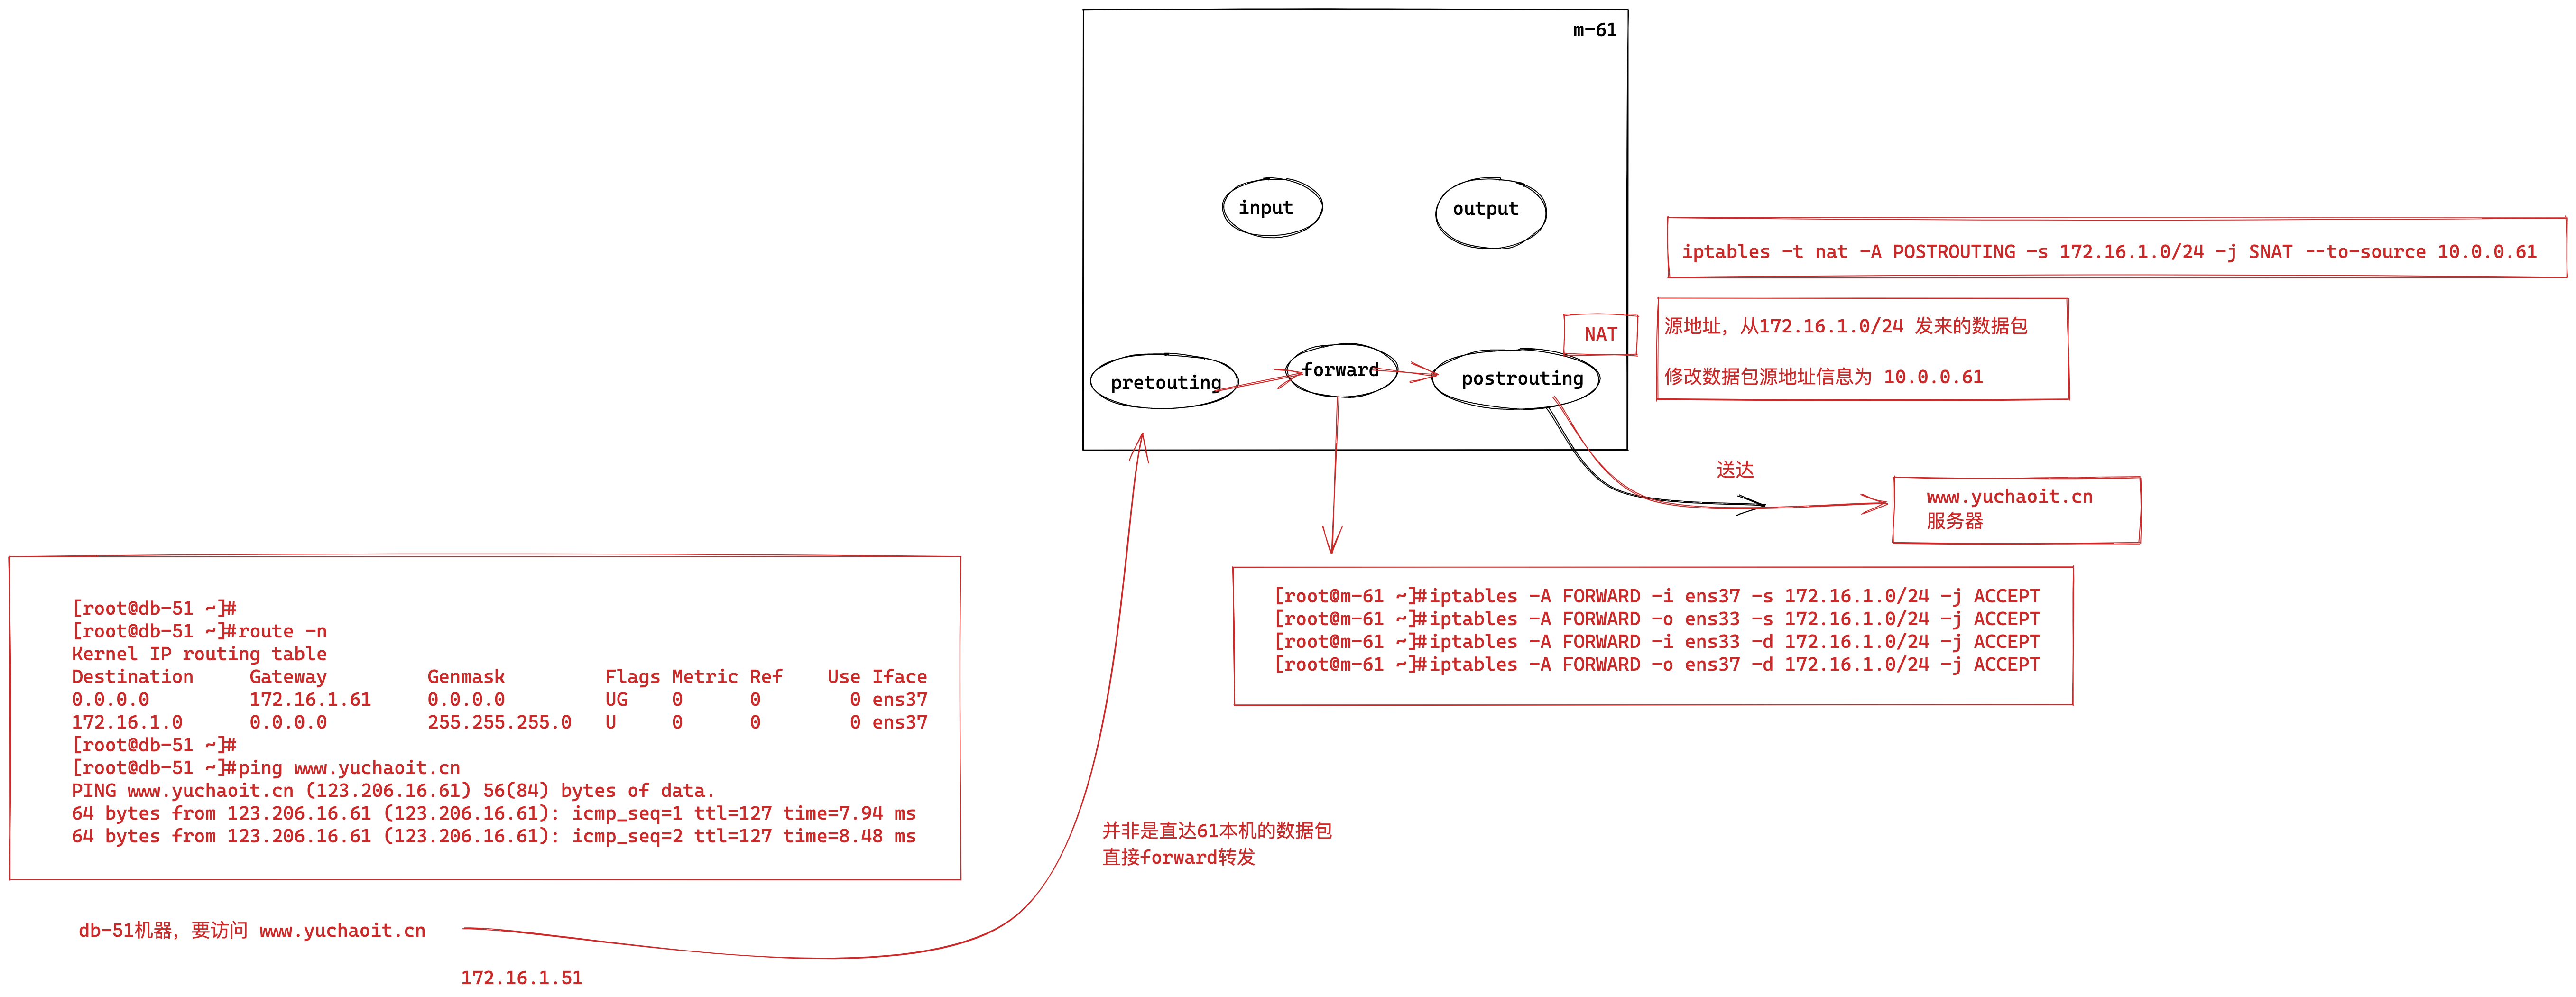 m-61
input
output
iptables -t nat -A POSTROUTING -s 172.16.1.0/24 -j SNAT --to-source 10.0.0.61
NAT
源地址，从172.16.1.0/24 发来的数据包
修改数据包源地址信息为 10.0.0.61
pretouting
forward
postrouting
送达
www.yuchaoit.cn
服务器
[root@db-51 ~]#
[root@db-51 ~]#route -n
Kernel IP routing table
Destination     Gateway         Genmask         Flags Metric Ref    Use Iface
0.0.0.0         172.16.1.61     0.0.0.0         UG    0      0        0 ens37
172.16.1.0      0.0.0.0         255.255.255.0   U     0      0        0 ens37
[root@db-51 ~]#
[root@db-51 ~]#ping www.yuchaoit.cn
PING www.yuchaoit.cn (123.206.16.61) 56(84) bytes of data.
64 bytes from 123.206.16.61 (123.206.16.61): icmp_seq=1 ttl=127 time=7.94 ms
64 bytes from 123.206.16.61 (123.206.16.61): icmp_seq=2 ttl=127 time=8.48 ms
[root@m-61 ~]#iptables -A FORWARD -i ens37 -s 172.16.1.0/24 -j ACCEPT
[root@m-61 ~]#iptables -A FORWARD -o ens33 -s 172.16.1.0/24 -j ACCEPT
[root@m-61 ~]#iptables -A FORWARD -i ens33 -d 172.16.1.0/24 -j ACCEPT
[root@m-61 ~]#iptables -A FORWARD -o ens37 -d 172.16.1.0/24 -j ACCEPT
并非是直达61本机的数据包
直接forward转发
db-51机器，要访问 www.yuchaoit.cn
172.16.1.51